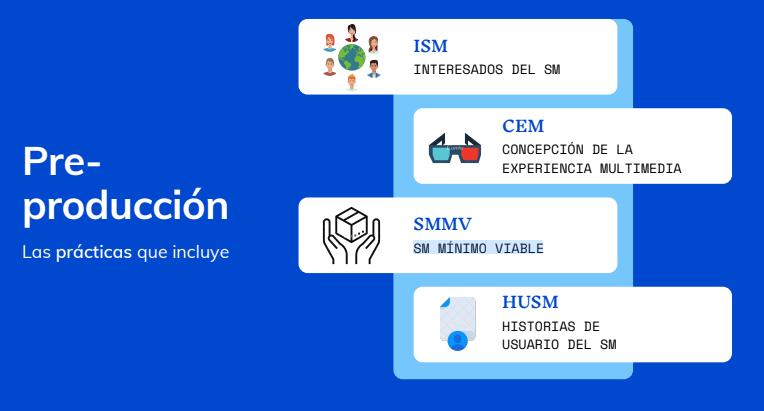 Pre-
producción
Las prácticas que incluye
ISM
INTERESADOS DEL SM
CEM
CONCEPCIÓN DE LA
EXPERIENCIA MULTIMEDIA
SMMV
SM MÍNIMO VIABLE
HUSM
HISTORIAS DE
USUARIO DEL SM